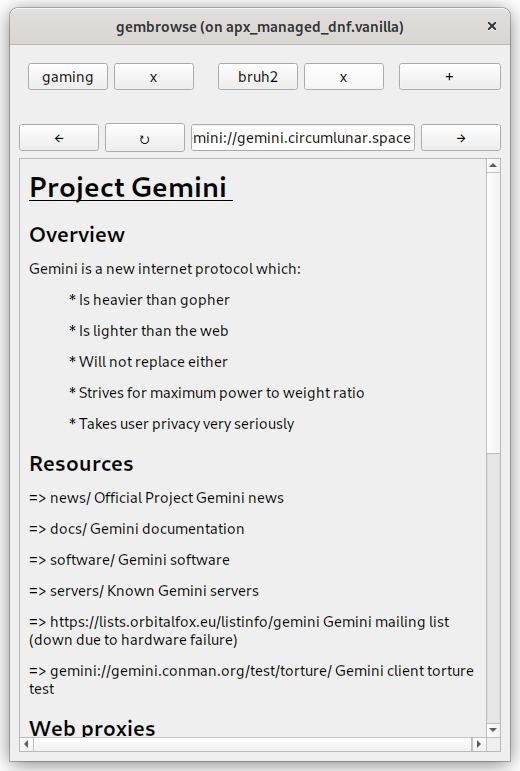 gembrowse (on apx_managed_dnf.vanilla) ×
gaming x bruh2 x +
← ↻ mini://gemini.circumlunar.space →
Project Gemini
Overview
Gemini is a new internet protocol which:
* Is heavier than gopher
* Is lighter than the web
* Will not replace either
* Strives for maximum power to weight ratio
* Takes user privacy very seriously
Resources
=> news/ Official Project Gemini news
=> docs/ Gemini documentation
=> software/ Gemini software
=> servers/ Known Gemini servers
=> https://lists.orbitalfox.eu/listinfo/gemini Gemini mailing list
(down due to hardware failure)
=> gemini://gemini.conman.org/test/torture/ Gemini client torture
test
Web proxies